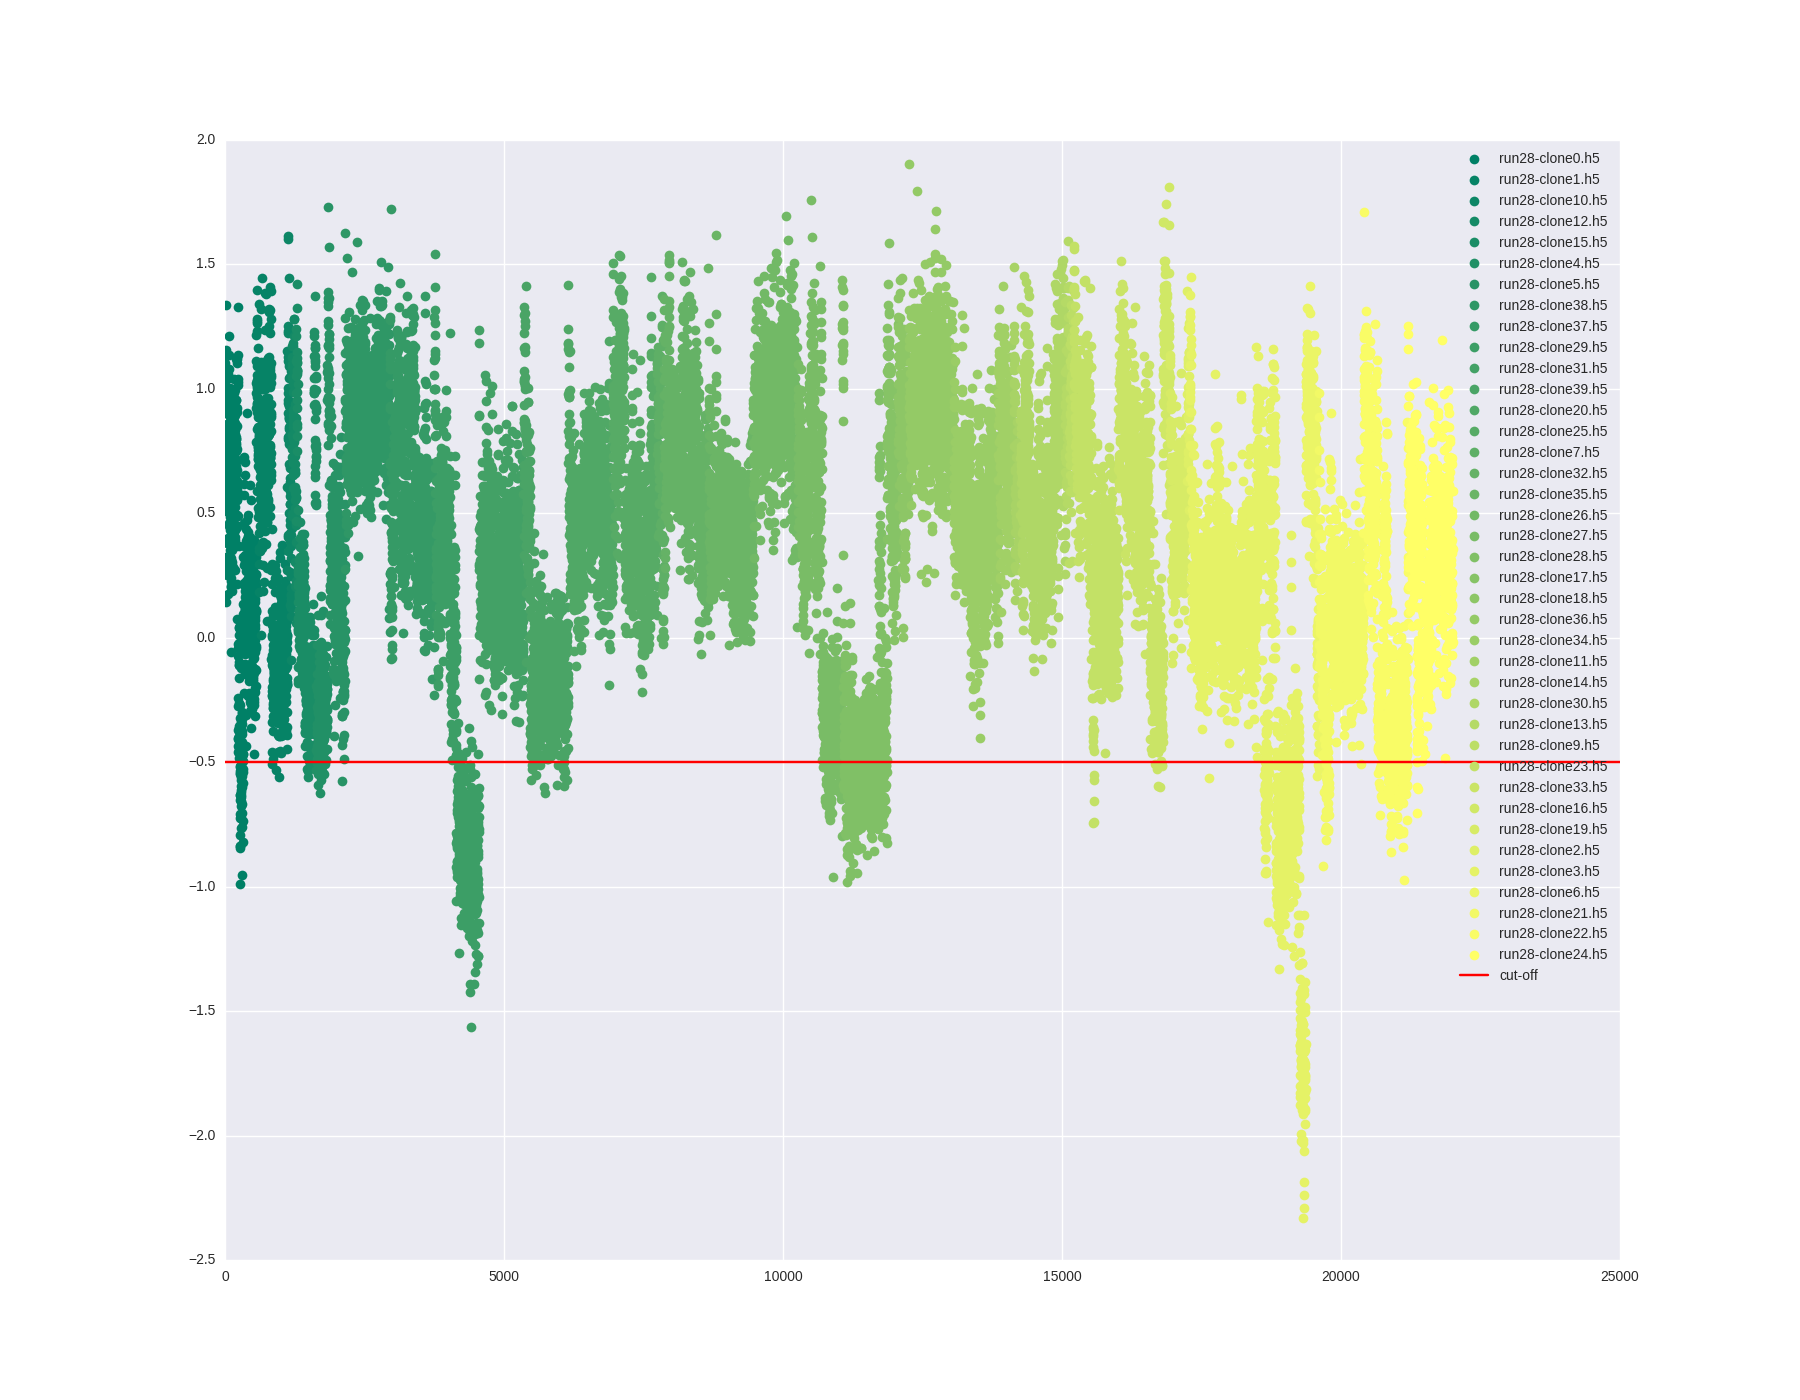 2.0
1.5
1.0
0.5
0.0
−0.5
−1.0
−1.5
−2.0
−2.5
0
5000
10000
15000
20000
25000
run28-clone0.h5
run28-clone1.h5
run28-clone10.h5
run28-clone12.h5
run28-clone15.h5
run28-clone4.h5
run28-clone5.h5
run28-clone38.h5
run28-clone37.h5
run28-clone29.h5
run28-clone31.h5
run28-clone39.h5
run28-clone20.h5
run28-clone25.h5
run28-clone7.h5
run28-clone32.h5
run28-clone35.h5
run28-clone26.h5
run28-clone27.h5
run28-clone28.h5
run28-clone17.h5
run28-clone18.h5
run28-clone36.h5
run28-clone34.h5
run28-clone11.h5
run28-clone14.h5
run28-clone30.h5
run28-clone13.h5
run28-clone9.h5
run28-clone23.h5
run28-clone33.h5
run28-clone16.h5
run28-clone19.h5
run28-clone2.h5
run28-clone3.h5
run28-clone6.h5
run28-clone21.h5
run28-clone22.h5
run28-clone24.h5
cut-off